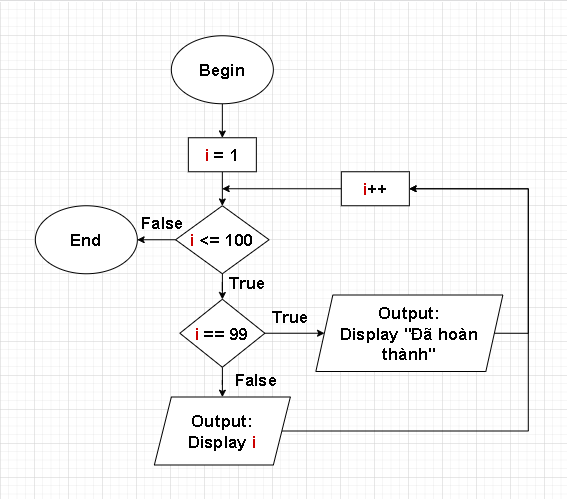 Begin
i = 1
i++
False
End
i <= 100
True
i == 99
True
Output:
Display "Đã hoàn
thành"
False
Output:
Display i